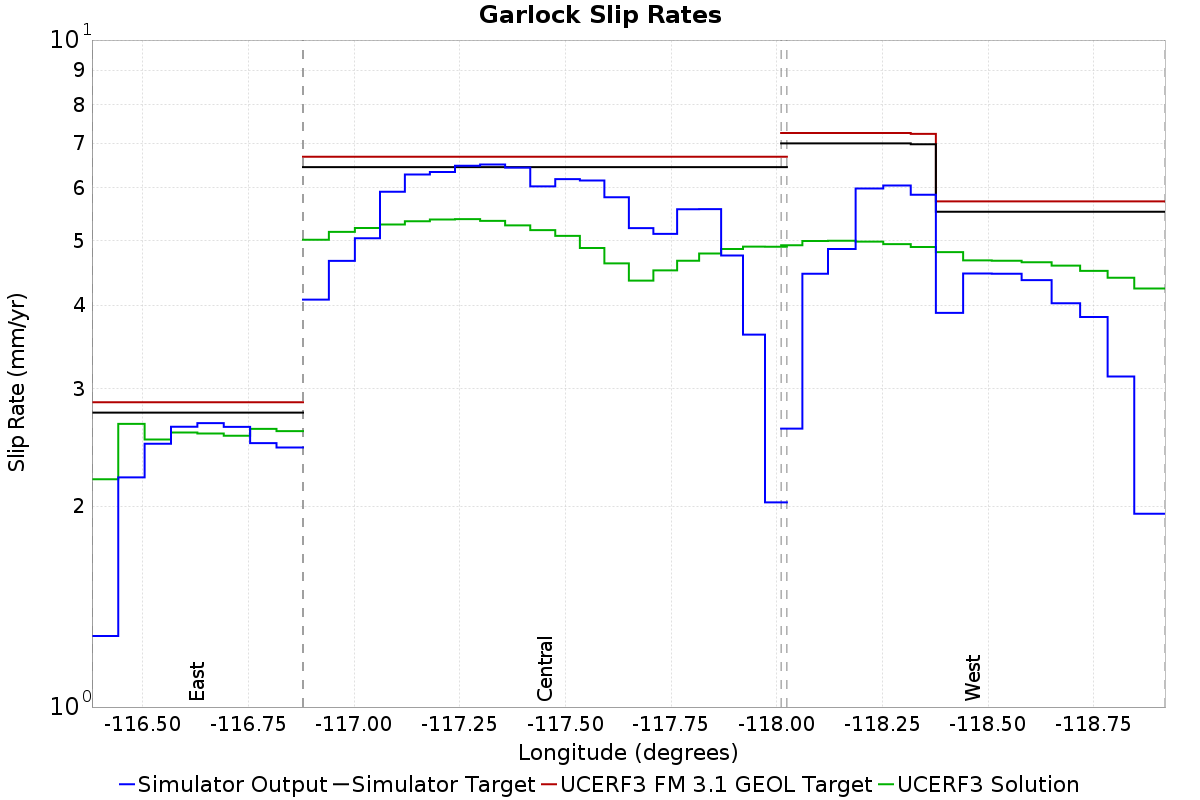 Garlock Slip Rates
Slip Rate (mm/yr)
10^1
9
8
7
6
5
4
3
2
10^0
East
Central
West
-116.50 -116.75 -117.00 -117.25 -117.50 -117.75 -118.00 -118.25 -118.50 -118.75
Longitude (degrees)
Simulator Output Simulator Target UCERF3 FM 3.1 GEOL Target UCERF3 Solution